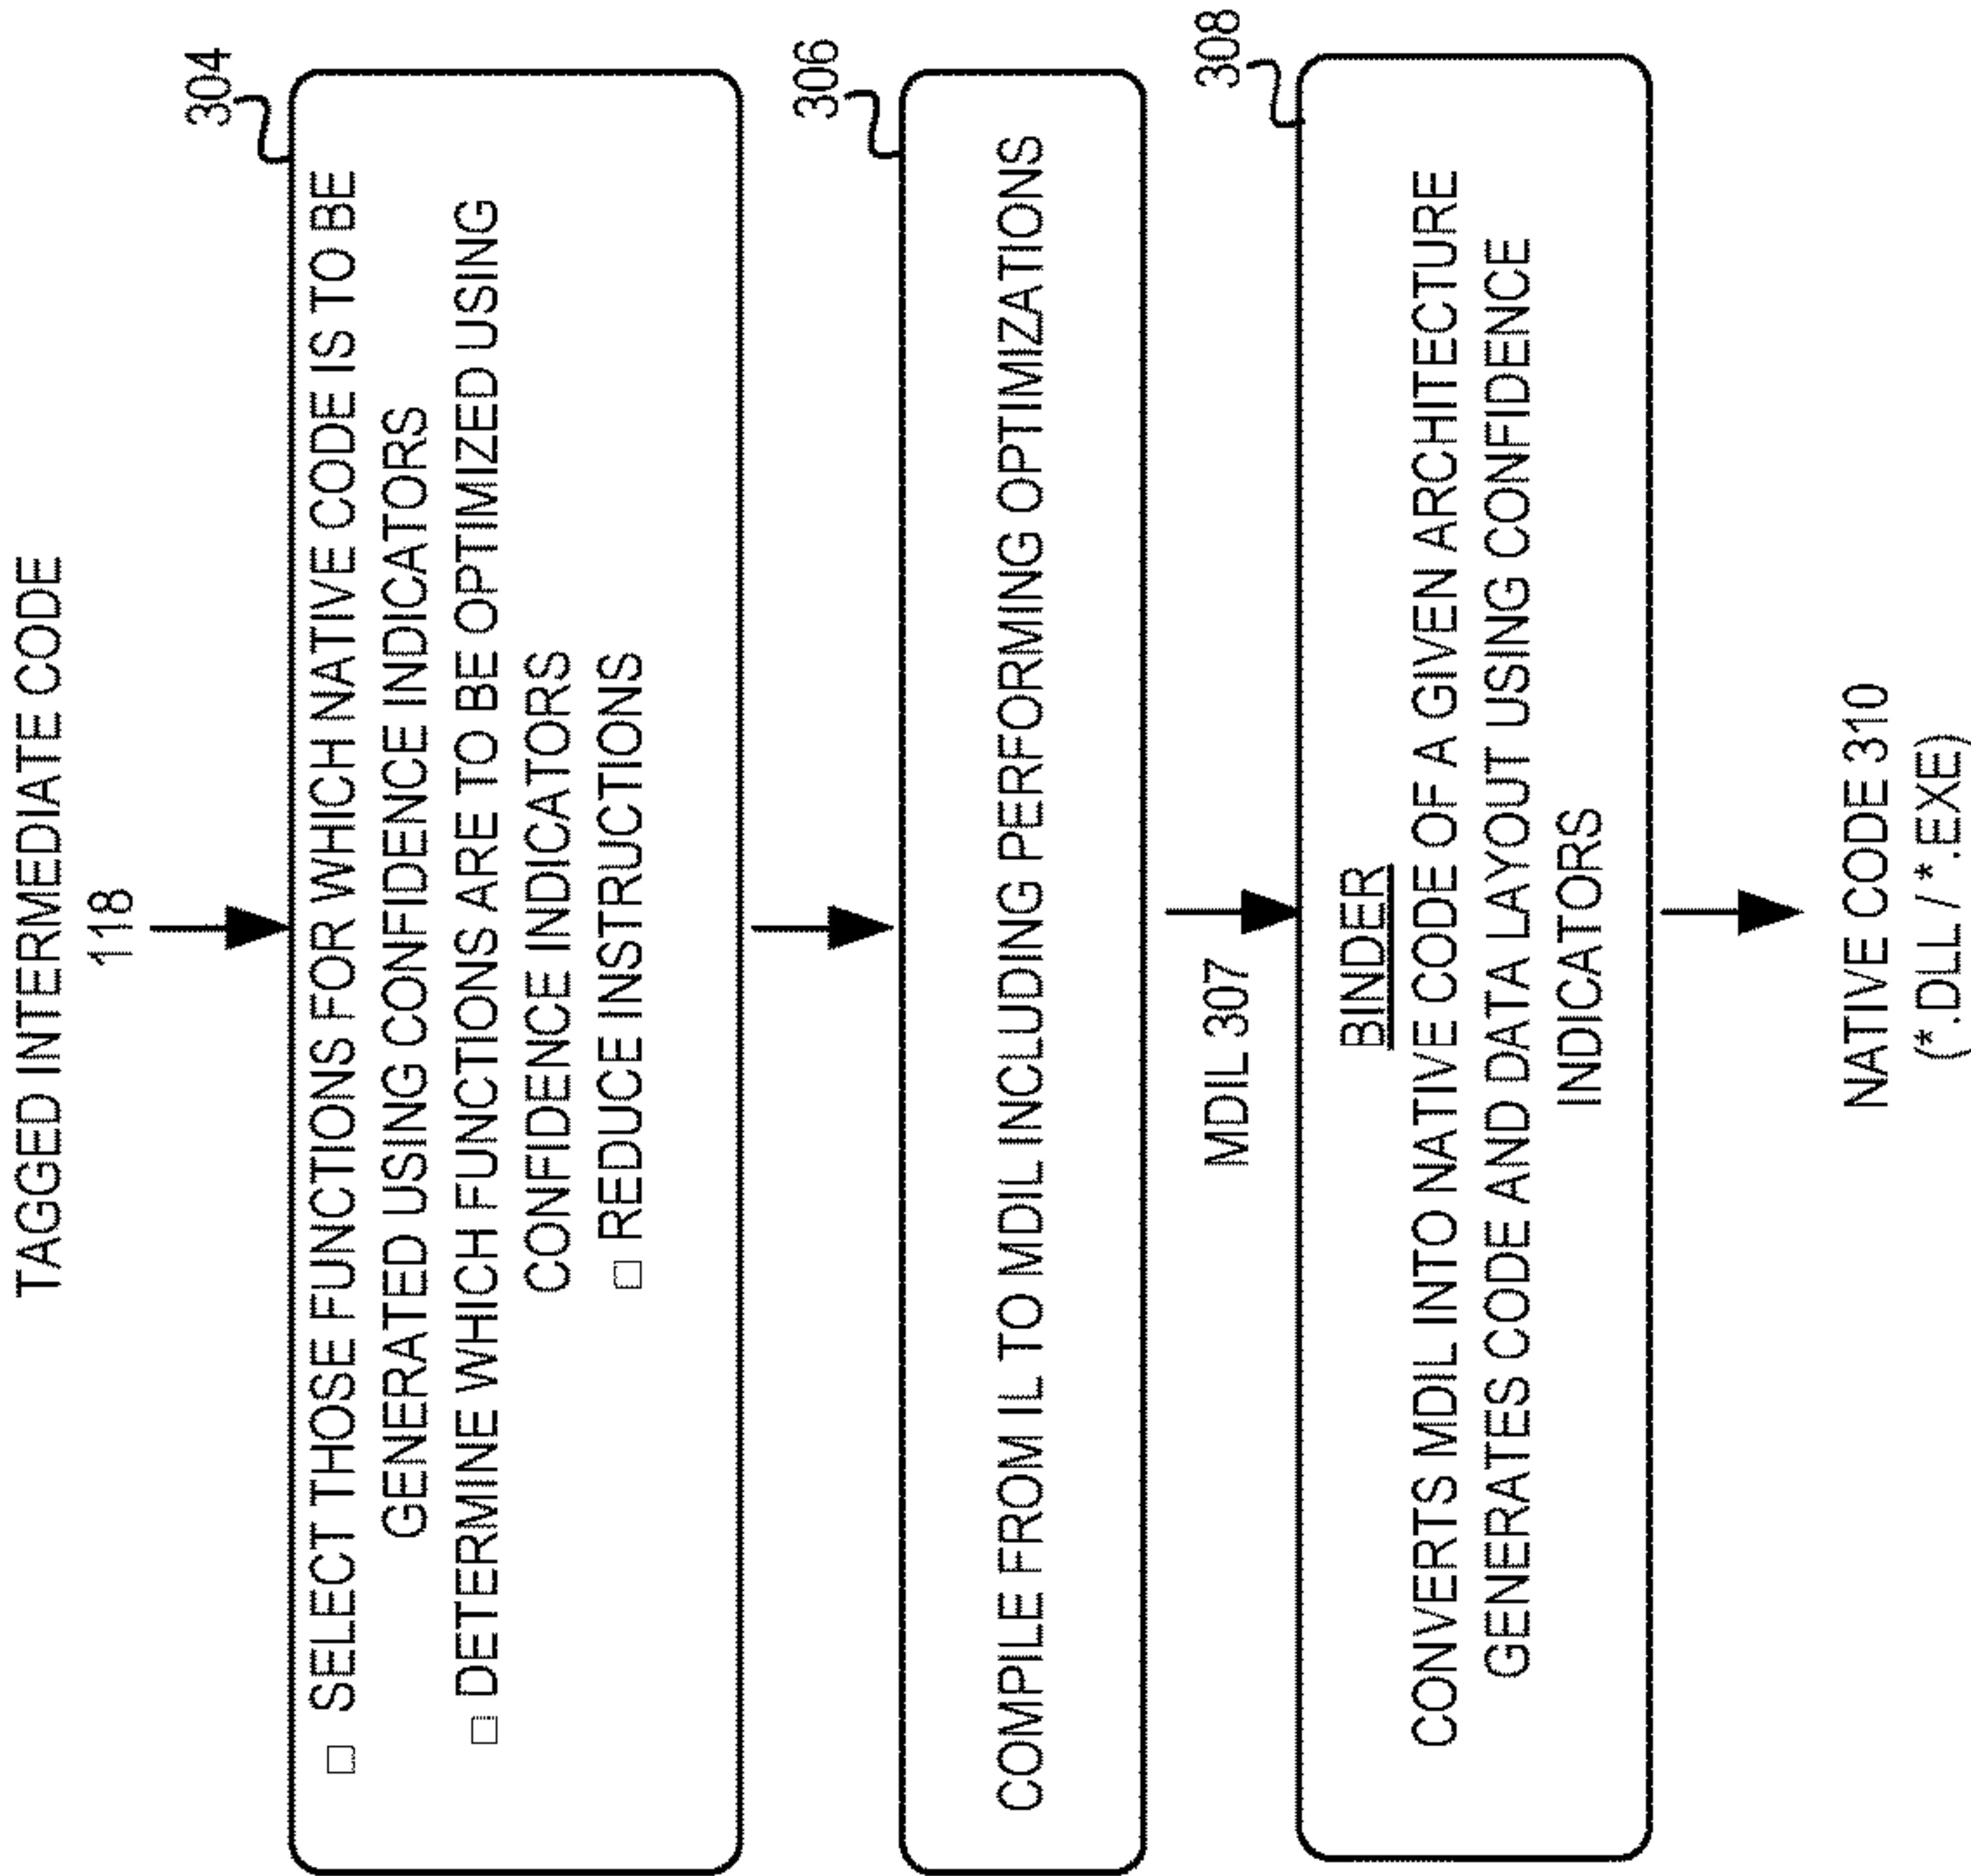 TAGGED INTERMEDIATE CODE
118
304
□ SELECT THOSE FUNCTIONS FOR WHICH NATIVE CODE IS TO BE
GENERATED USING CONFIDENCE INDICATORS
□ DETERMINE WHICH FUNCTIONS ARE TO BE OPTIMIZED USING
CONFIDENCE INDICATORS
□ REDUCE INSTRUCTIONS
306
COMPILE FROM IL TO MDIL INCLUDING PERFORMING OPTIMIZATIONS
MDIL 307
308
BINDER
CONVERTS MDIL INTO NATIVE CODE OF A GIVEN ARCHITECTURE
GENERATES CODE AND DATA LAYOUT USING CONFIDENCE
INDICATORS
NATIVE CODE 310
(*.DLL / *.EXE)